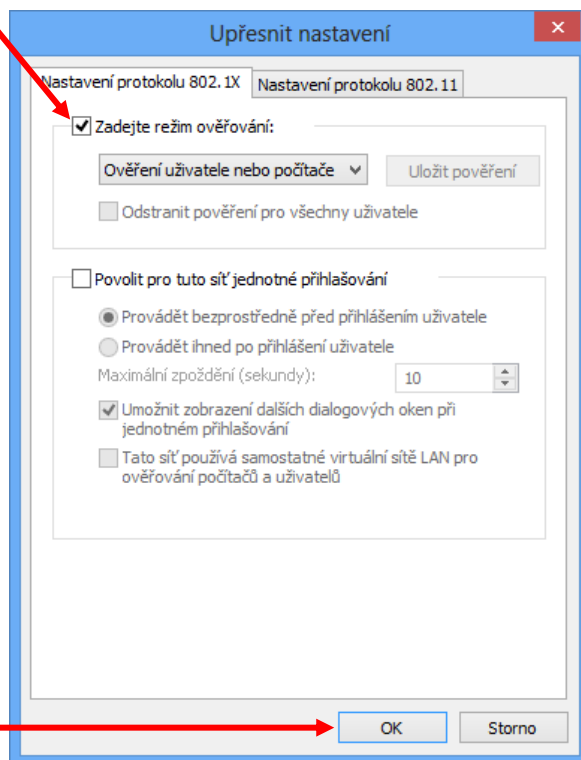 Upřesnit nastavení
Nastavení protokolu 802.1X
Nastavení protokolu 802.11
Zadejte režim ověřování:
Ověření uživatele nebo počítače
Uložit pověření
Odstranit pověření pro všechny uživatele
Povolit pro tuto síť jednotné přihlašování
Provádět bezprostředně před přihlášením uživatele
Provádět ihned po přihlášení uživatele
Maximální zpoždění (sekundy):
10
Umožnit zobrazení dalších dialogových oken při
jednotném přihlašování
Tato síť používá samostatné virtuální sítě LAN pro
ověřování počítačů a uživatelů
OK
Storno